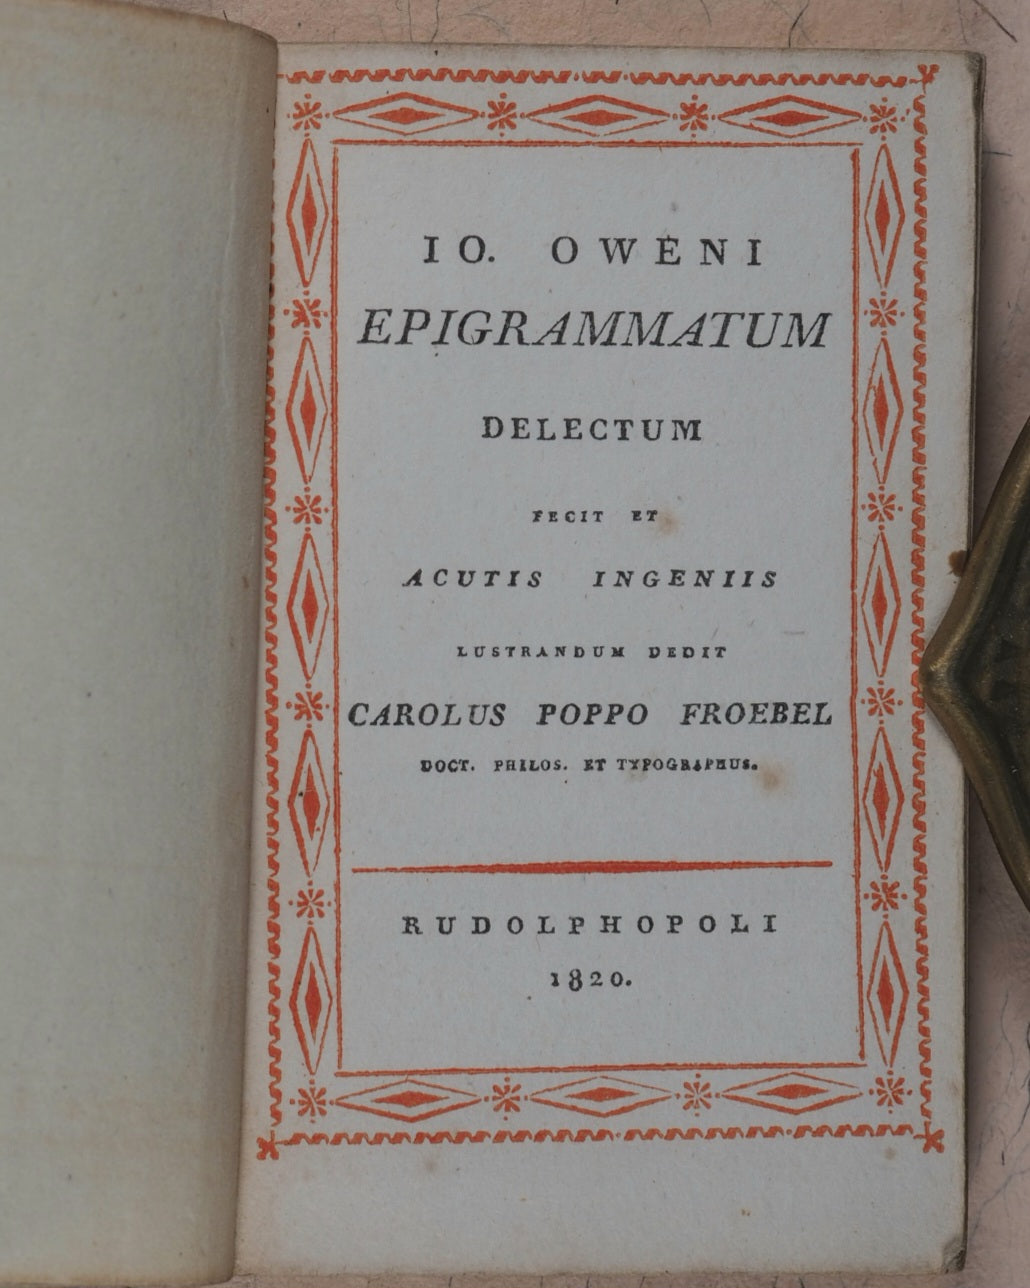 IO. OWENI
EPIGRAMMATUM
DELECTUM
FECIT ET
ACUTIS INGENIIS
LUSTRANDUM DEDIT
CAROLUS POPPO FROEBEL
DOCT. PHILOS. ET TYPOGRAPHUS.
RUDOLPHOPOLI
1820.